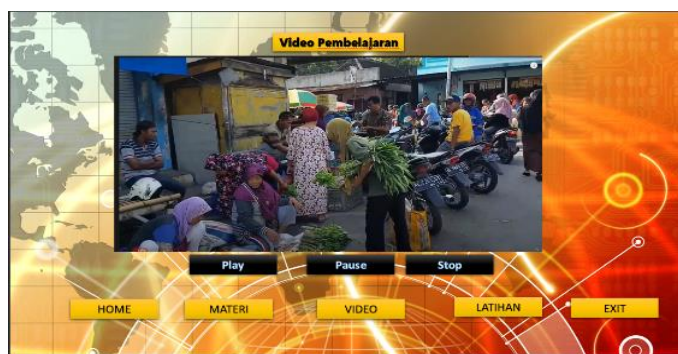 Video Pembelajaran
Play Pause Stop
HOME MATERI VIDEO LATIHAN EXIT